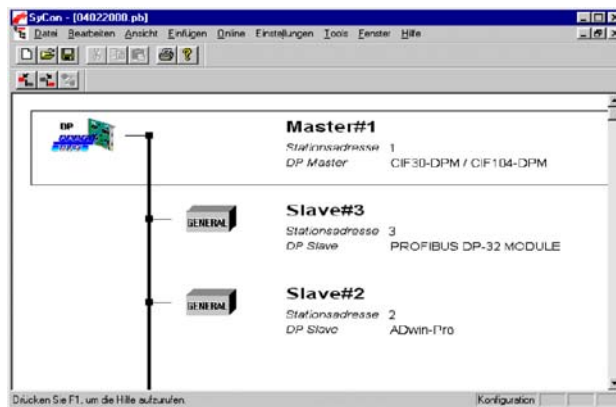 SyCon - [04022000.pb]
Datei Bearbeiten Ansicht Einfügen Online Einstellungen Tools Fenster Hilfe
DP
Master#1
Stationsadresse 1
DP Master CIF30-DPM / CIF104-DPM
GENERAL
Slave#3
Stationsadresse 3
DP Slave PROFIBUS DP-32 MODULE
GENERAL
Slave#2
Stationsadresse 2
DP Slave ADwin-Pro
Drücken Sie F1, um die Hilfe aufzurufen.
Konfiguration